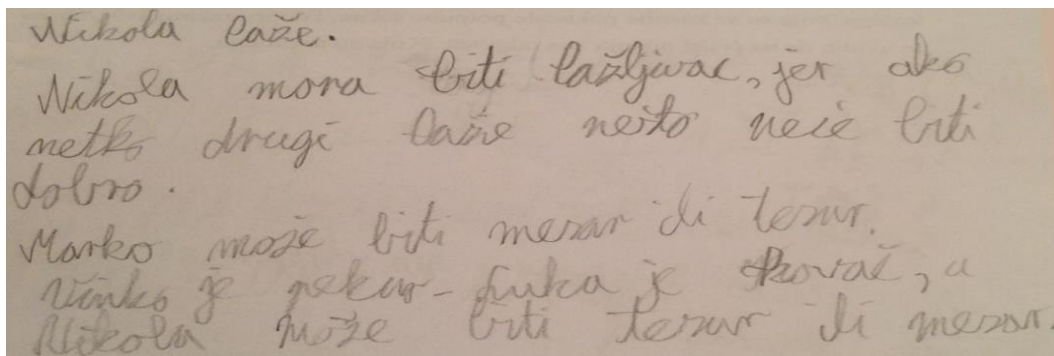 Nikola laže.
Nikola mora biti lažljivac, jer ako
netko drugi laže nešto neće biti
dobro.
Marko može biti mesar ili tesar.
Vinko je pekar. Luka je kovač, a
Nikola može biti tesar ili mesar.